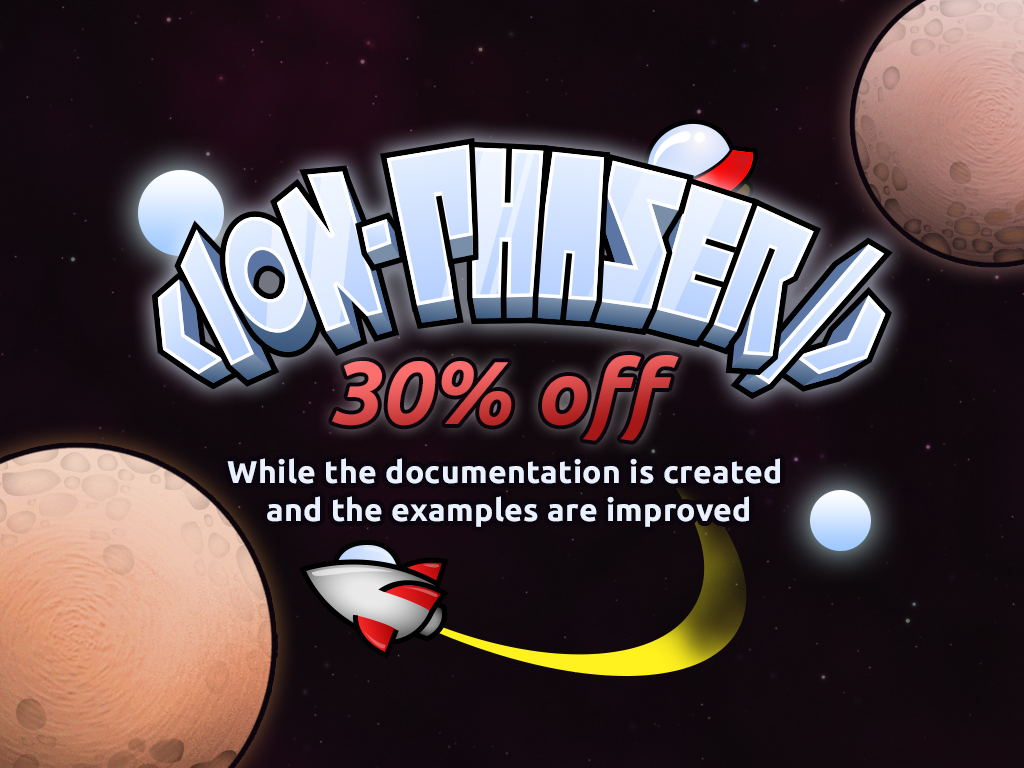 <ION-PHASER/>
30% off
While the documentation is created
and the examples are improved